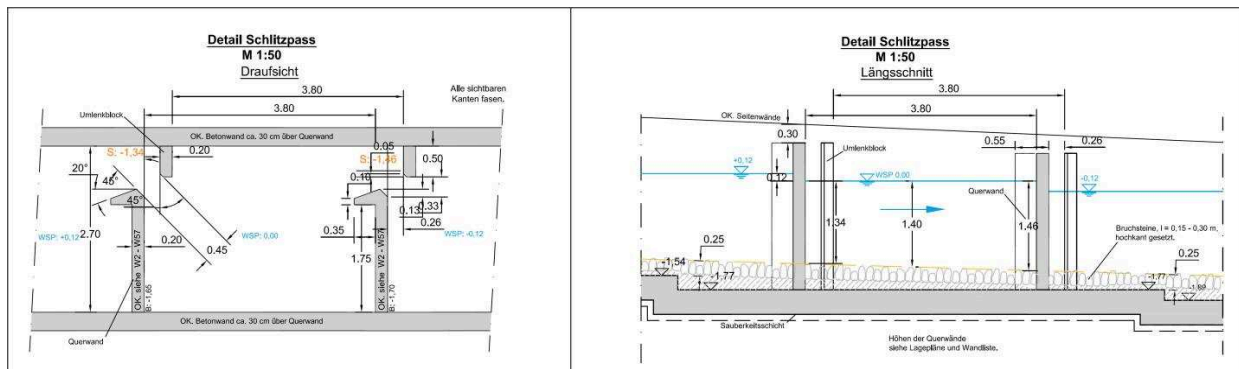 Detail Schlitzpass
M 1:50
Draufsicht
3.80
3.80
Alle sichtbaren
Kanten fasen.
Umlenkblock
OK. Betonwand ca. 30 cm über Querwand
S: -1,34
0.20
0.05
S: -1,46
0.50
20°
45°
45°
0.10
0.33
0.13
0.26
WSP: +0,12
WSP: 0,00
WSP: -0,12
2.70
0.20
0.45
0.35
1.75
OK. siehe W2 - W57
B: -1,65
OK. siehe W2 - W57
B: -1,70
OK. Betonwand ca. 30 cm über Querwand
Querwand
Detail Schlitzpass
M 1:50
Längsschnitt
3.80
3.80
OK. Seitenwände
0.30
0.55
0.26
Umlenkblock
+0,12
0.12
WSP 0,00
-0,12
Querwand
1.34
1.40
1.46
Bruchsteine, l = 0,15 - 0,30 m,
hochkant gesetzt.
0.25
0.25
-1,54
-1,77
-1,77
-1,89
Sauberkeitsschicht
Höhen der Querwände
siehe Lagepläne und Wandliste.